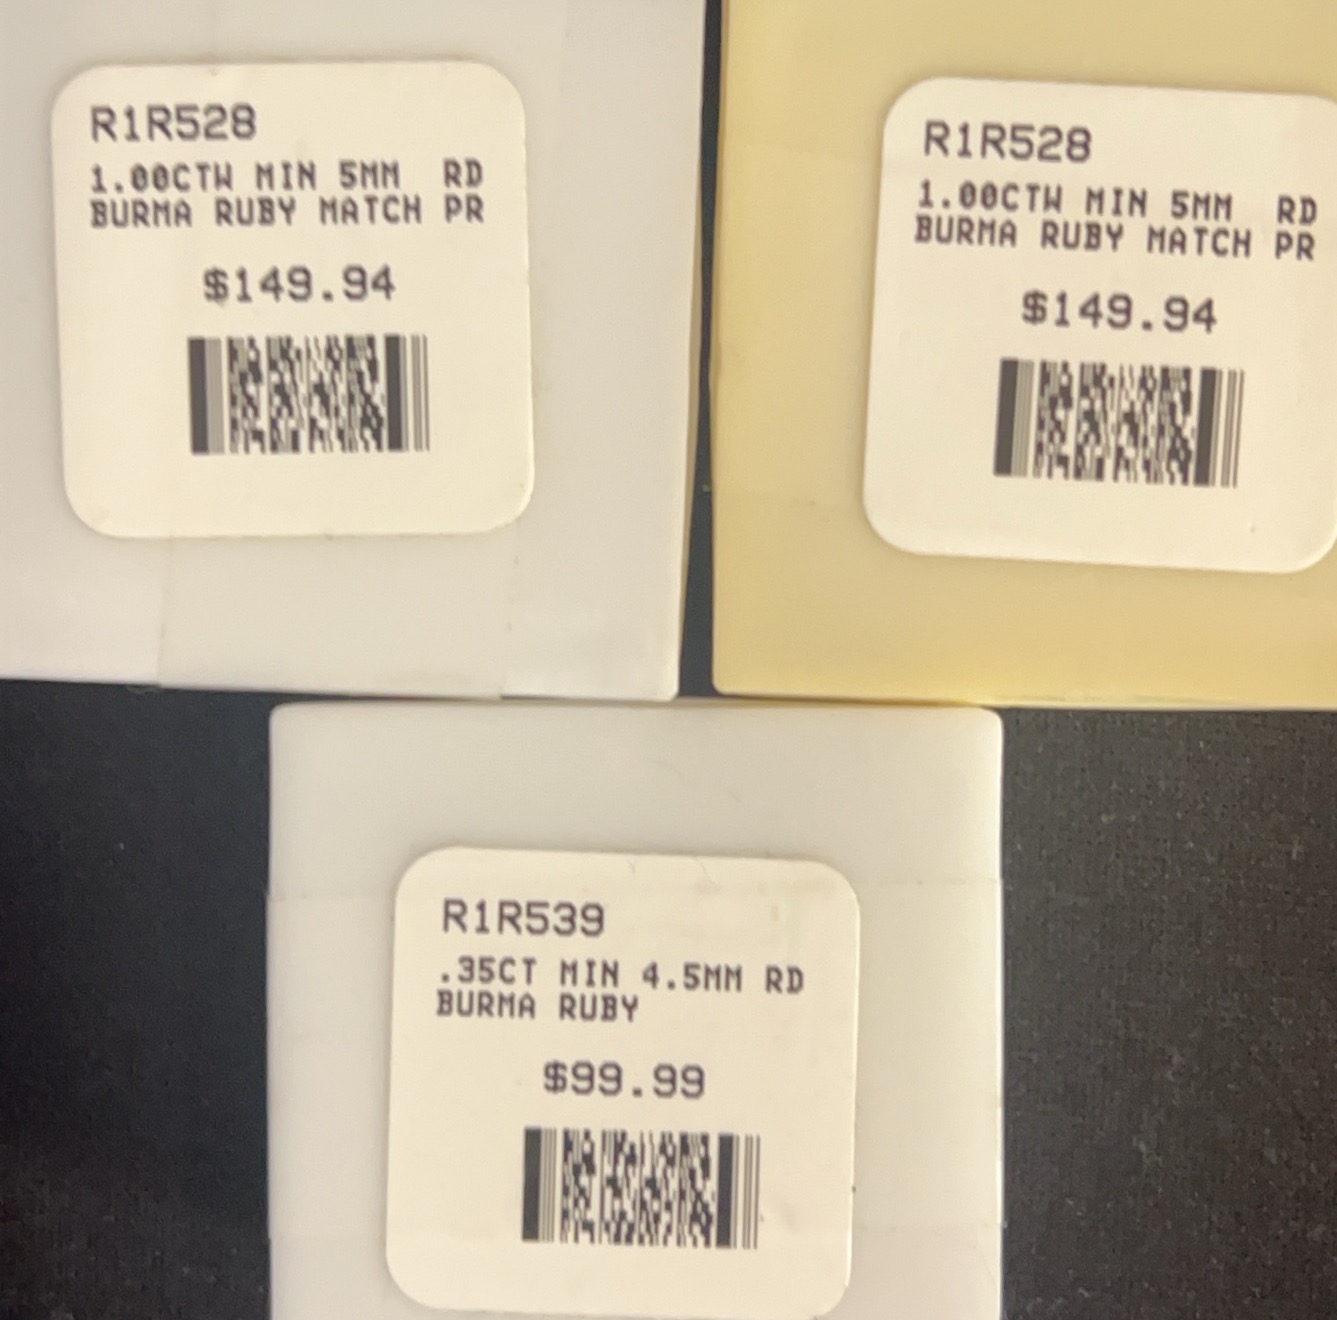 R1R528
1.00CTW MIN 5MM RD
BURMA RUBY MATCH PR
$149.94
R1R528
1.00CTW MIN 5MM RD
BURMA RUBY MATCH PR
$149.94
R1R539
.35CT MIN 4.5MM RD
BURMA RUBY
$99.99